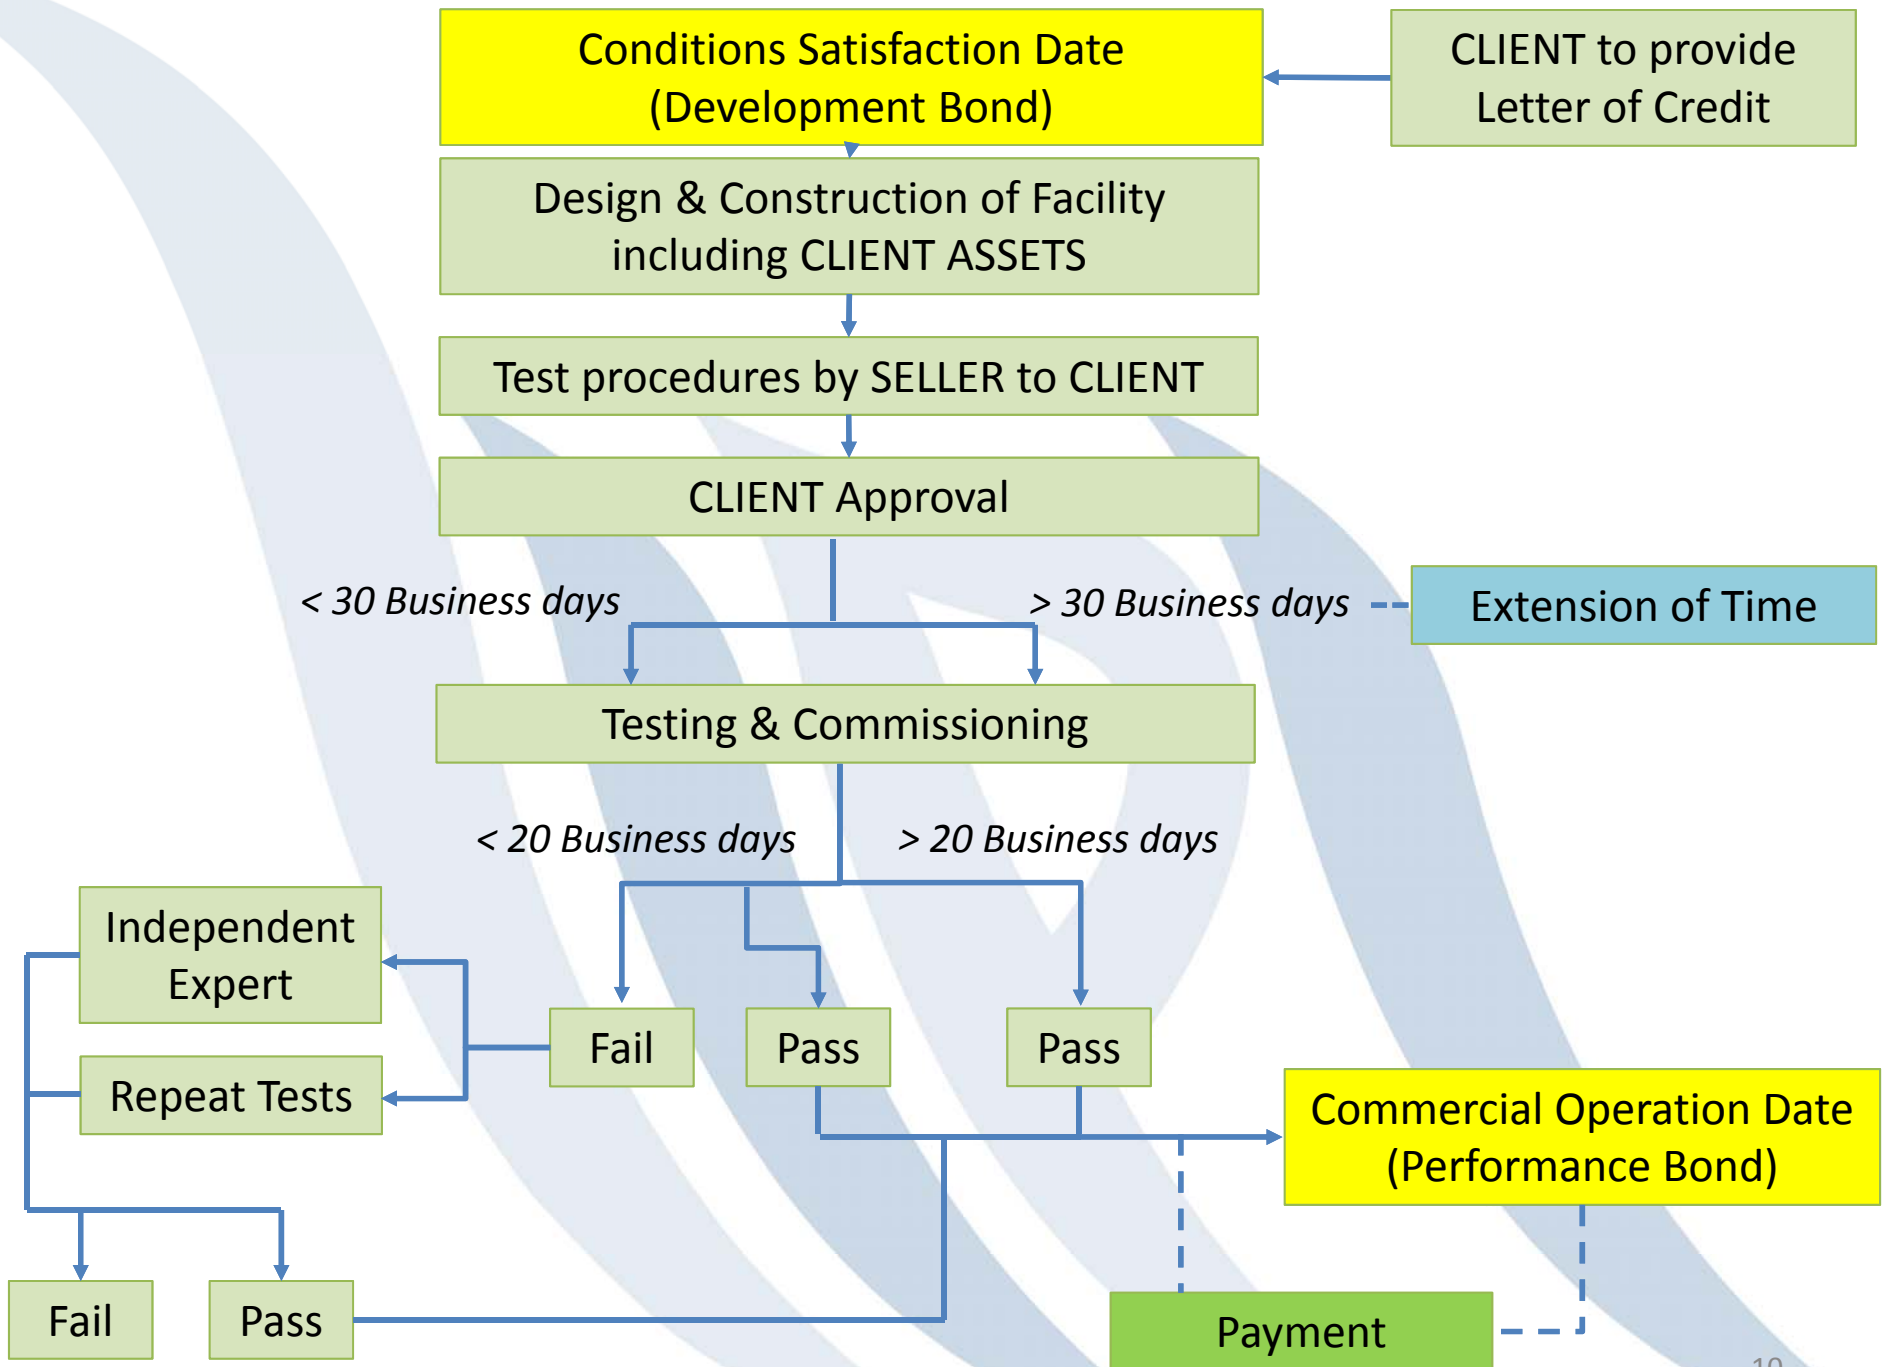 Conditions Satisfaction Date
(Development Bond)
CLIENT to provide
Letter of Credit
Design & Construction of Facility
including CLIENT ASSETS
Test procedures by SELLER to CLIENT
CLIENT Approval
< 30 Business days
> 30 Business days
Extension of Time
Testing & Commissioning
< 20 Business days
> 20 Business days
Independent
Expert
Fail
Pass
Pass
Repeat Tests
Commercial Operation Date
(Performance Bond)
Fail
Pass
Payment
10